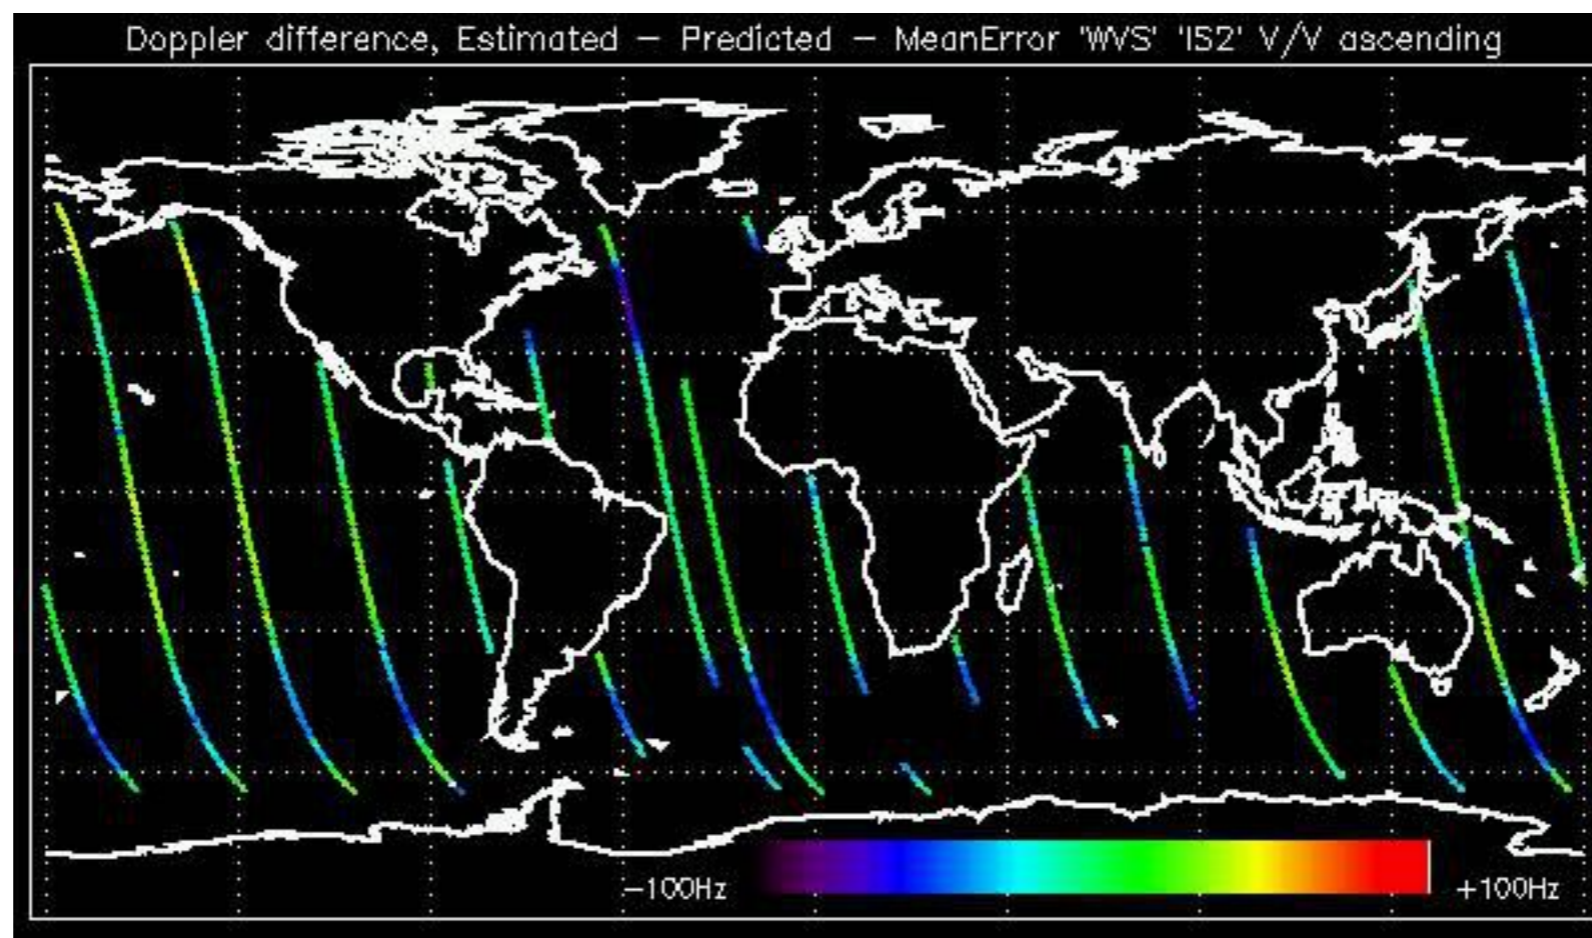 Doppler difference, Estimated – Predicted – MeanError 'WVS' 'IS2' V/V ascending
–100Hz
+100Hz